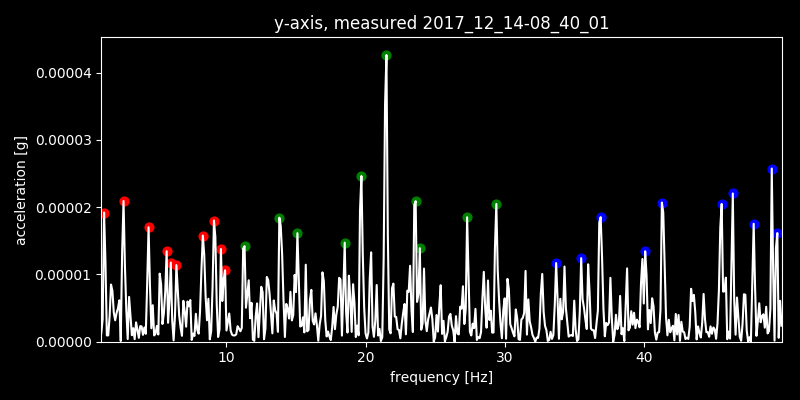 y-axis, measured 2017_12_14-08_40_01
0.00004
0.00003
0.00002
0.00001
0.00000
acceleration [g]
10 20 30 40
frequency [Hz]